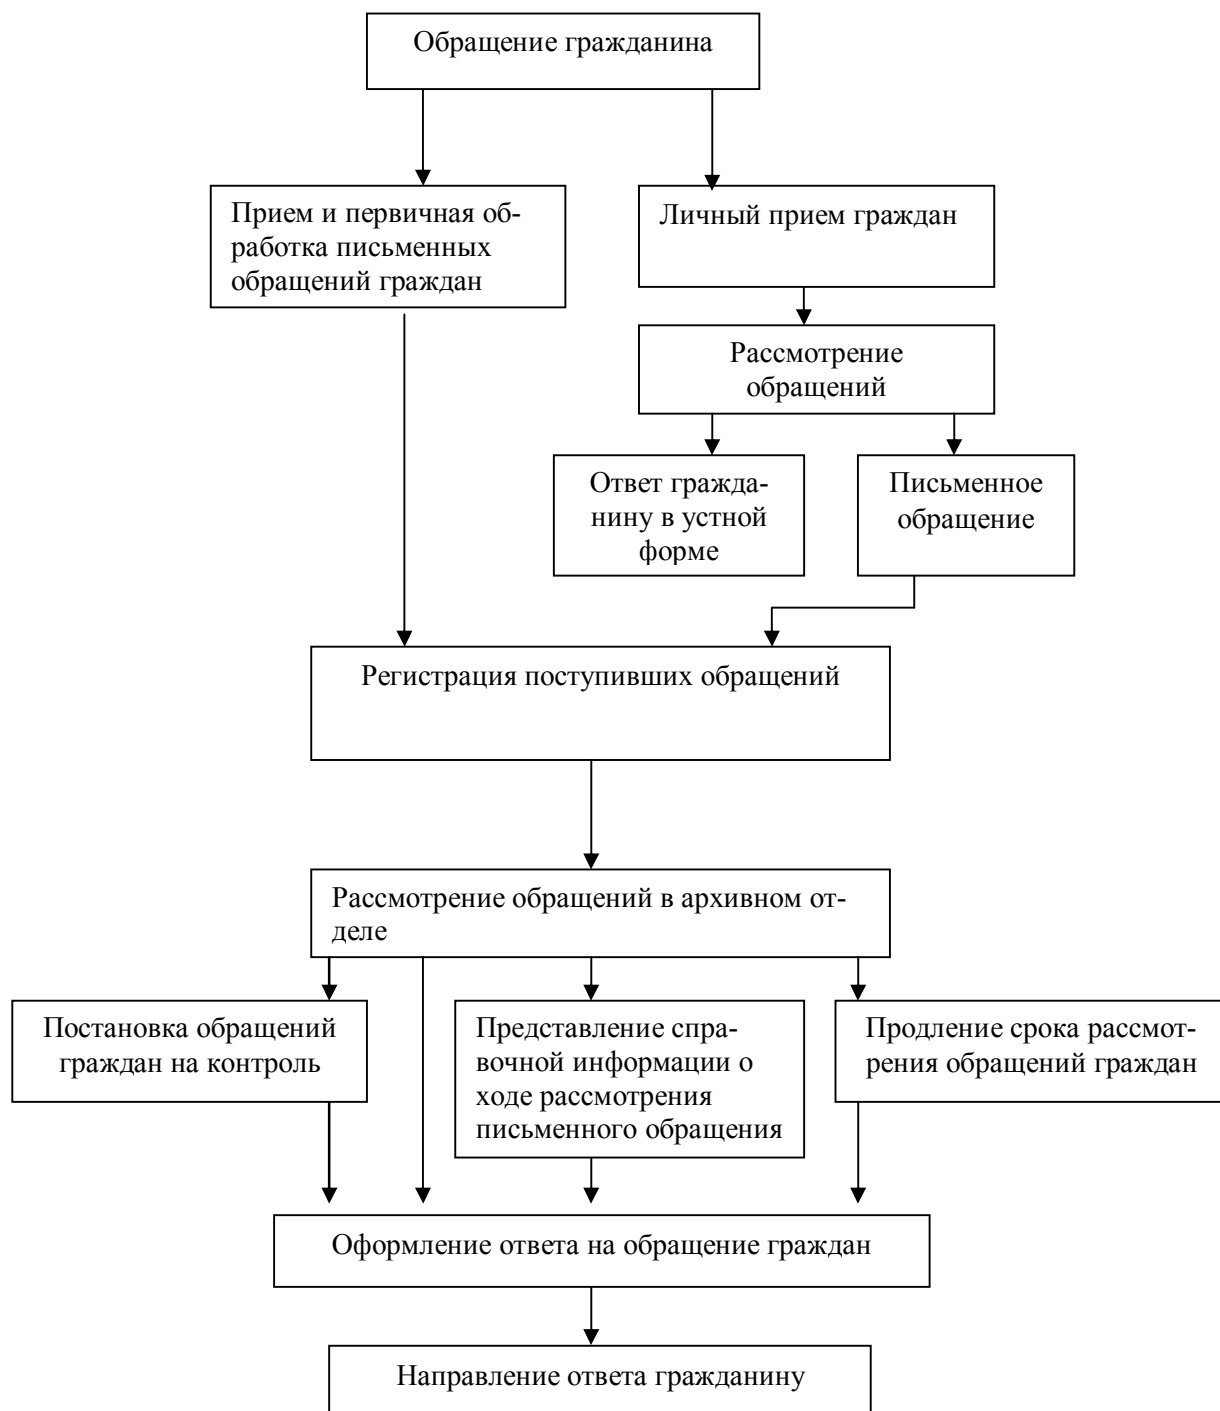 Обращение гражданина
Прием и первичная об-
работка письменных
обращений граждан
Личный прием граждан
Рассмотрение
обращений
Ответ гражда-
нину в устной
форме
Письменное
обращение
Регистрация поступивших обращений
Рассмотрение обращений в архивном от-
деле
Постановка обращений
граждан на контроль
Представление спра-
вочной информации о
ходе рассмотрения
письменного обращения
Продление срока рассмот-
рения обращений граждан
Оформление ответа на обращение граждан
Направление ответа гражданину